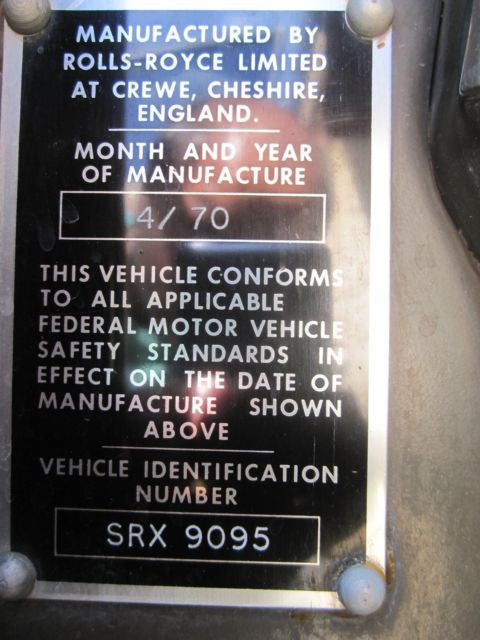 MANUFACTURED BY
ROLLS-ROYCE LIMITED
AT CREWE, CHESHIRE,
ENGLAND.
MONTH AND YEAR
OF MANUFACTURE
4/70
THIS VEHICLE CONFORMS
TO ALL APPLICABLE
FEDERAL MOTOR VEHICLE
SAFETY STANDARDS IN
EFFECT ON THE DATE OF
MANUFACTURE SHOWN
ABOVE
VEHICLE IDENTIFICATION
NUMBER
SRX 9095